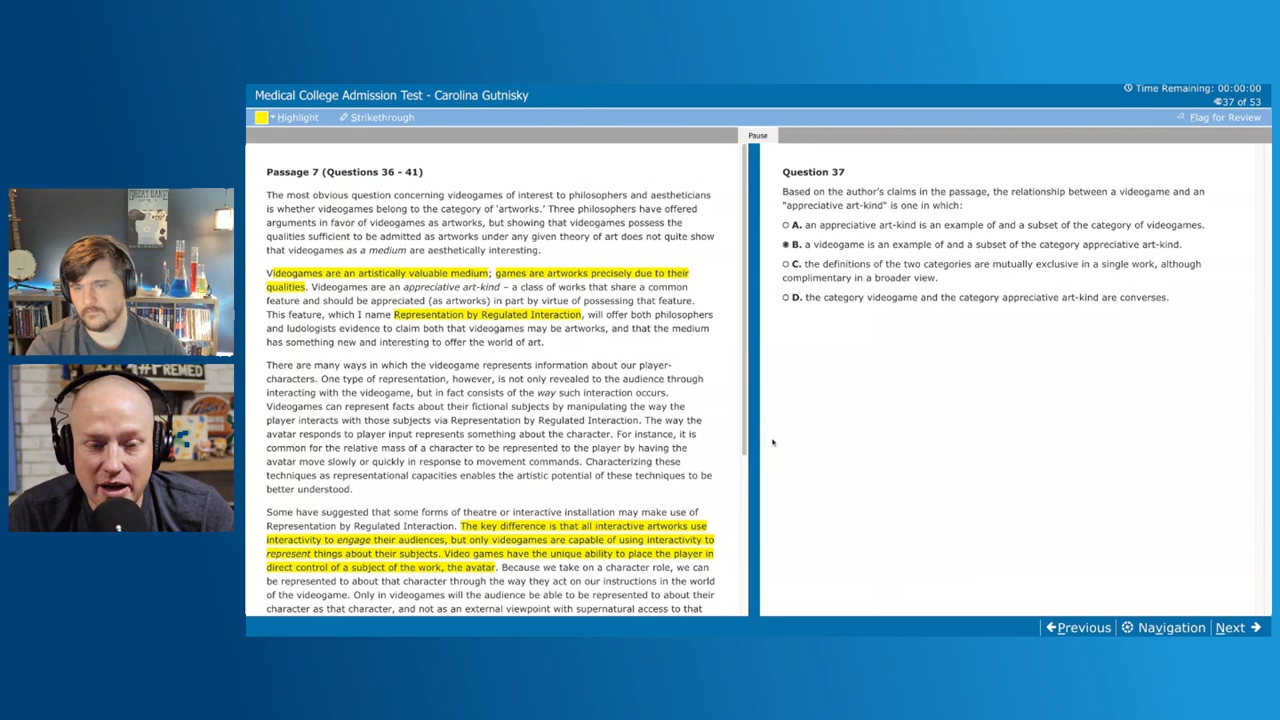 Medical College Admission Test - Carolina Gutnisky
Time Remaining: 00:00:00
37 of 53
Highlight
Strikethrough
Flag for Review
Pause
Passage 7 (Questions 36 - 41)
The most obvious question concerning videogames of interest to philosophers and aestheticians
is whether videogames belong to the category of 'artworks.' Three philosophers have offered
arguments in favor of videogames as artworks, but showing that videogames possess the
qualities sufficient to be admitted as artworks under any given theory of art does not quite show
that videogames as a medium are aesthetically interesting.
Videogames are an artistically valuable medium; games are artworks precisely due to their
qualities. Videogames are an appreciative art-kind – a class of works that share a common
feature and should be appreciated (as artworks) in part by virtue of possessing that feature.
This feature, which I name Representation by Regulated Interaction, will offer both philosophers
and ludologists evidence to claim both that videogames may be artworks, and that the medium
has something new and interesting to offer the world of art.
There are many ways in which the videogame represents information about our player-
characters. One type of representation, however, is not only revealed to the audience through
interacting with the videogame, but in fact consists of the way such interaction occurs.
Videogames can represent facts about their fictional subjects by manipulating the way the
player interacts with those subjects via Representation by Regulated Interaction. The way the
avatar responds to player input represents something about the character. For instance, it is
common for the relative mass of a character to be represented to the player by having the
avatar move slowly or quickly in response to movement commands. Characterizing these
techniques as representational capacities enables the artistic potential of these techniques to be
better understood.
Some have suggested that some forms of theatre or interactive installation may make use of
Representation by Regulated Interaction. The key difference is that all interactive artworks use
interactivity to engage their audiences, but only videogames are capable of using interactivity to
represent things about their subjects. Video games have the unique ability to place the player in
direct control of a subject of the work, the avatar. Because we take on a character role, we can
be represented to about that character through the way they act on our instructions in the world
of the videogame. Only in videogames will the audience be able to be represented to about their
character as that character, and not as an external viewpoint with supernatural access to that
Question 37
Based on the author's claims in the passage, the relationship between a videogame and an
"appreciative art-kind" is one in which:
A. an appreciative art-kind is an example of and a subset of the category of videogames.
B. a videogame is an example of and a subset of the category appreciative art-kind.
C. the definitions of the two categories are mutually exclusive in a single work, although
complimentary in a broader view.
D. the category videogame and the category appreciative art-kind are converses.
Previous
Navigation
Next
GREAT DANE
#PREMED